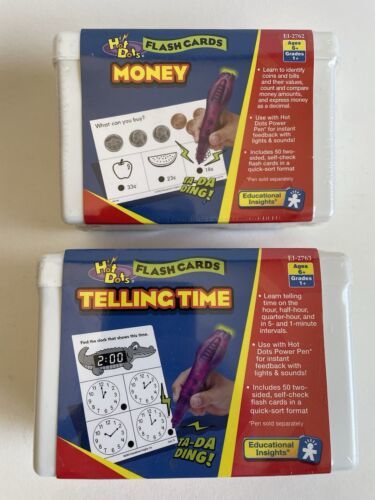 Hot Dots®
FLASH CARDS
MONEY
EI-2762
Ages 6+
Grades 1+
• Learn to identify
coins and bills
and their values,
count and compare
money amounts,
and express money
as a decimal.
• Use with Hot
Dots Power
Pen* for instant
feedback with
lights & sounds!
• Includes 50 two-
sided, self-check
flash cards in a
quick-sort format
*Pen sold separately
What can you buy?
33¢
23¢
18¢
TA-DA
DING!
Educational
Insights®
Hot Dots®
FLASH CARDS
TELLING TIME
EI-2763
Ages 6+
Grades 1+
• Learn telling
time on the
hour, half-hour,
quarter-hour, and
in 5- and 1-minute
intervals.
• Use with Hot
Dots Power Pen*
for instant
feedback with
lights & sounds!
• Includes 50 two-
sided, self-check
flash cards in a
quick-sort format
*Pen sold separately
Find the clock that shows this time.
2:00
TA-DA
DING!
Educational
Insights®